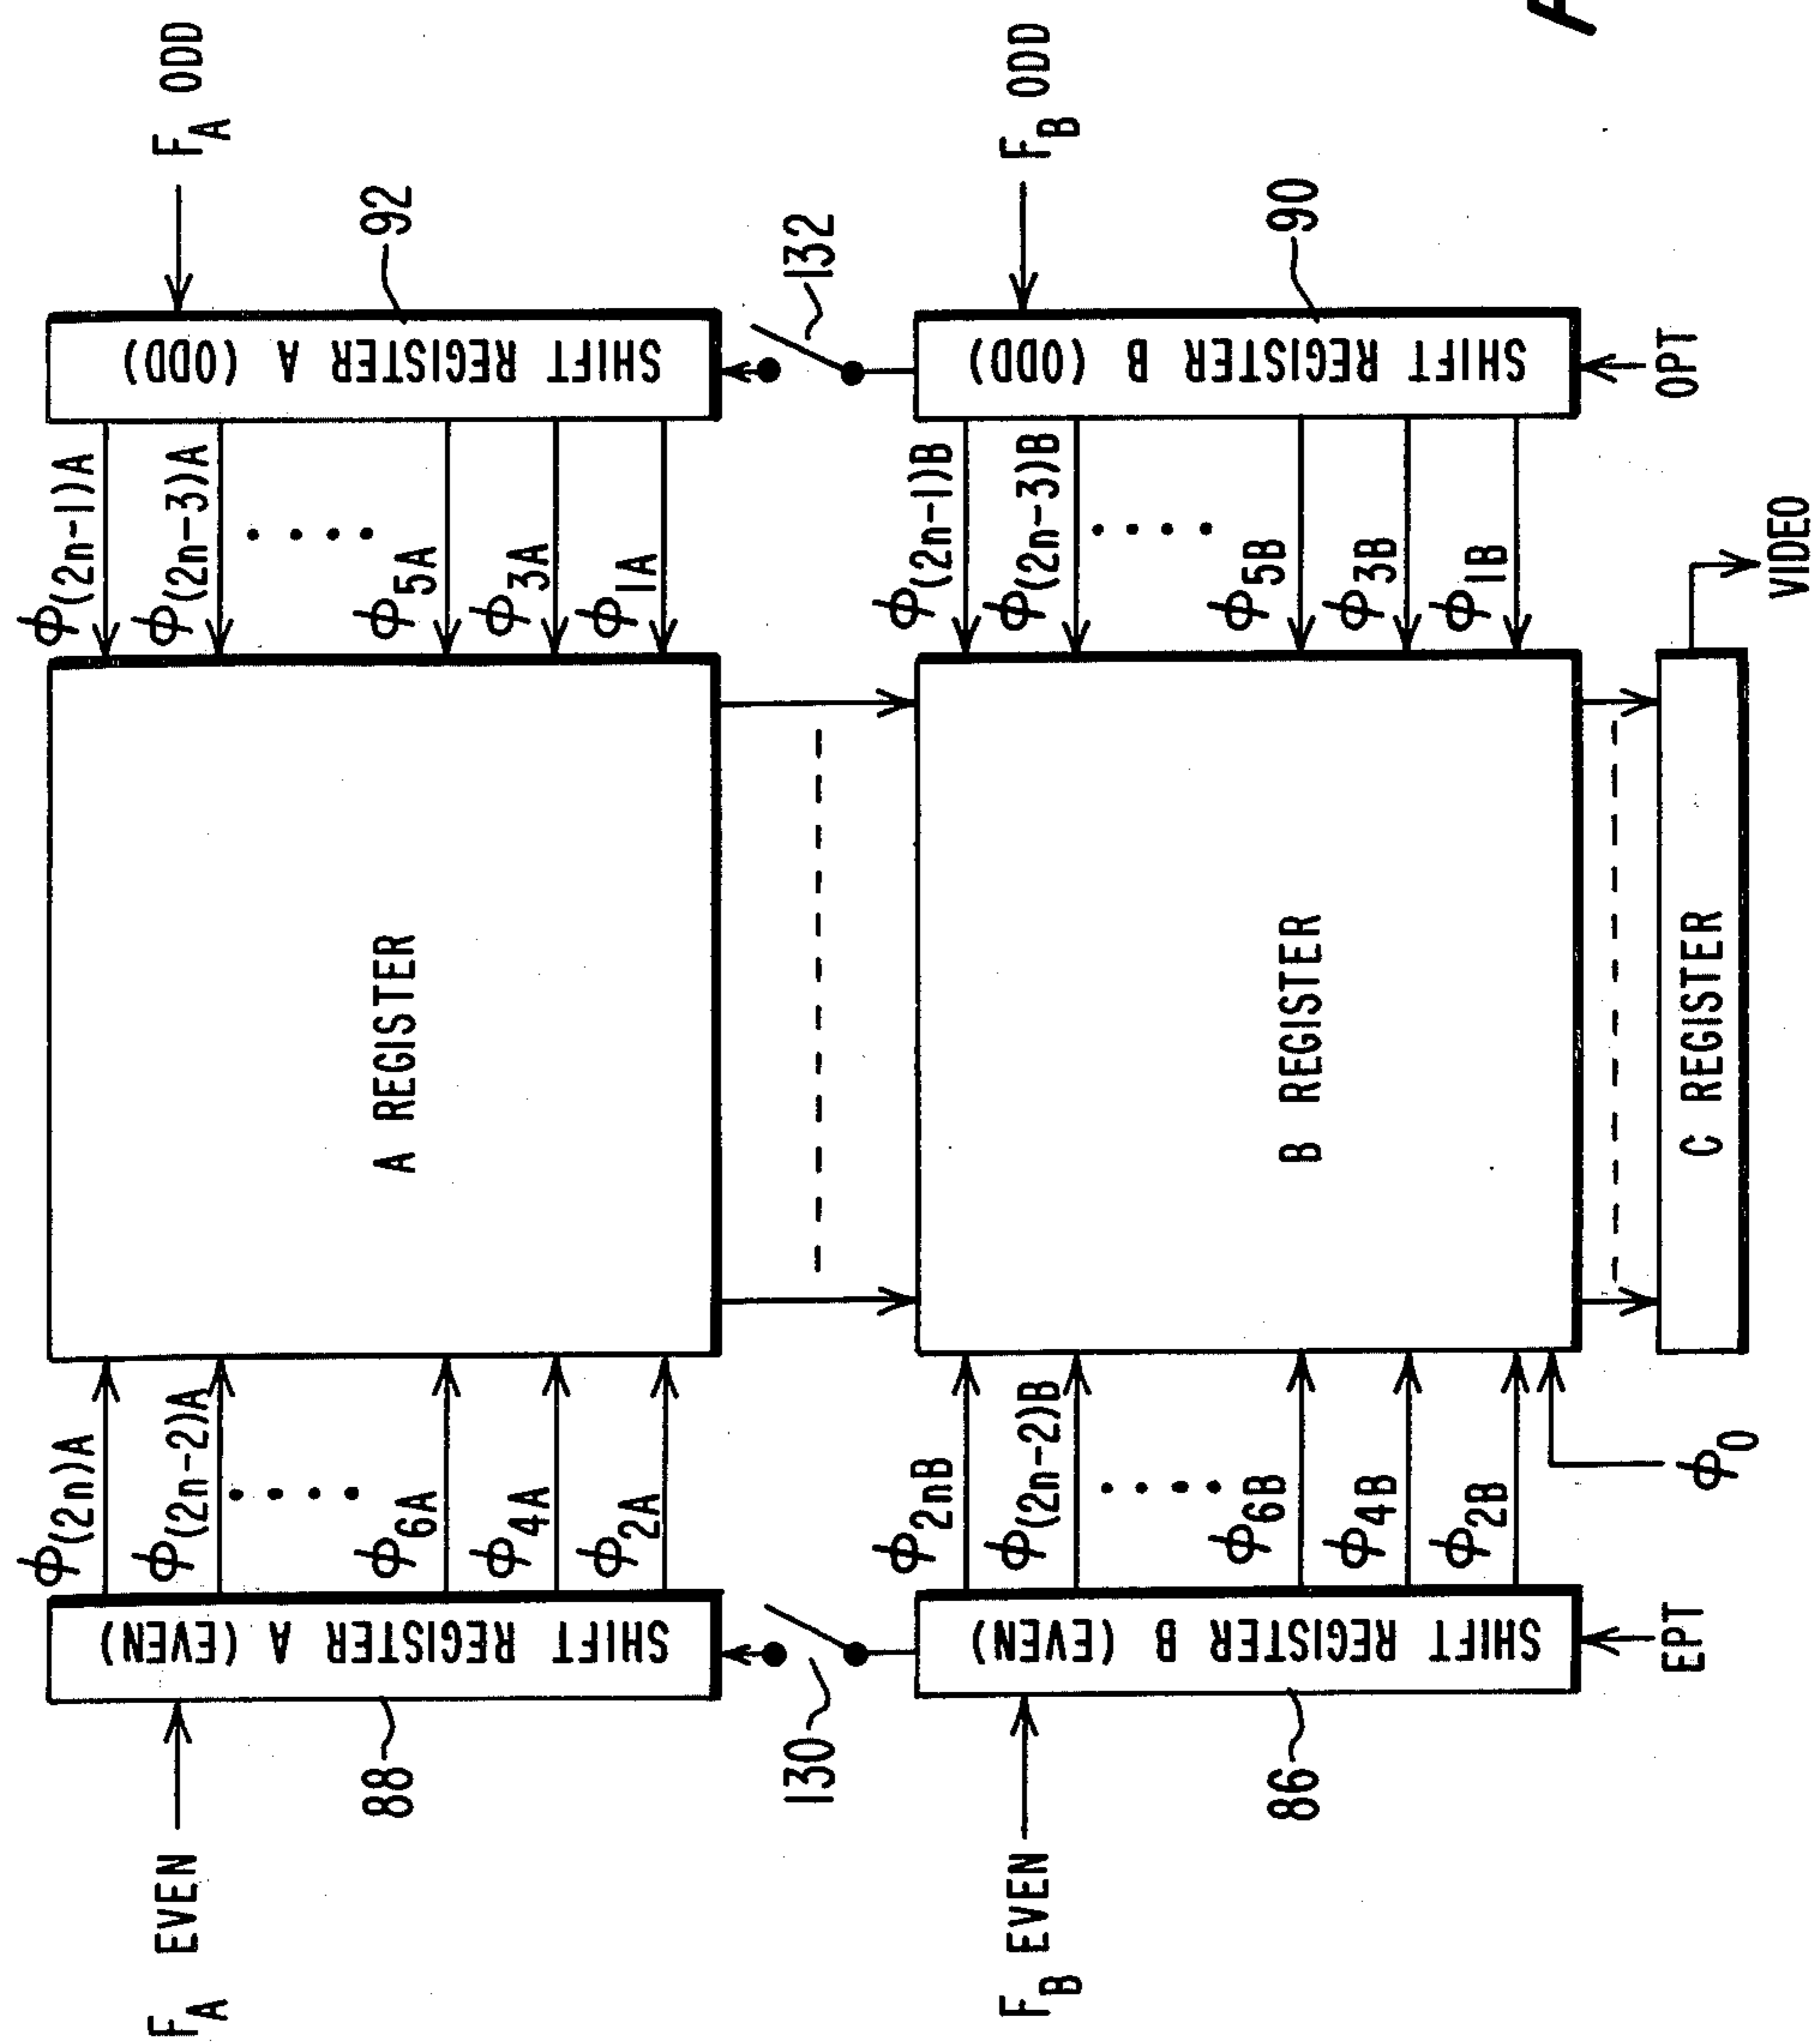 F_A EVEN
F_A ODD
88
92
SHIFT REGISTER A (EVEN)
ϕ(2n)A
ϕ(2n-2)A
ϕ6A
ϕ4A
ϕ2A
A REGISTER
ϕ(2n-1)A
ϕ(2n-3)A
ϕ5A
ϕ3A
ϕ1A
SHIFT REGISTER A (ODD)
130
132
F_B EVEN
F_B ODD
86
90
SHIFT REGISTER B (EVEN)
ϕ2nB
ϕ(2n-2)B
ϕ6B
ϕ4B
ϕ2B
B REGISTER
ϕ(2n-1)B
ϕ(2n-3)B
ϕ5B
ϕ3B
ϕ1B
SHIFT REGISTER B (ODD)
EPT
ϕ0
C REGISTER
OPT
VIDEO